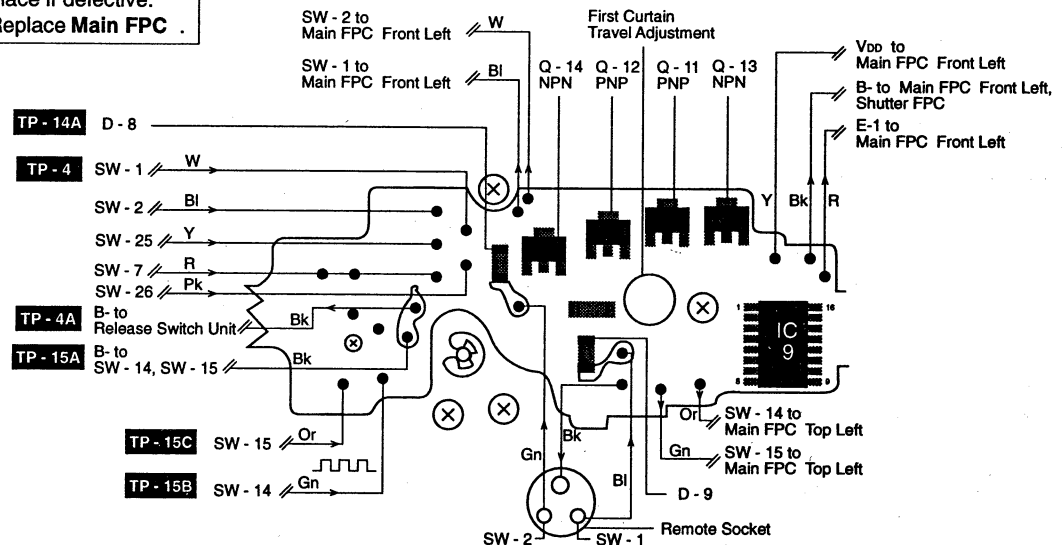 place if defective.
Replace Main FPC .
SW - 2 to
Main FPC Front Left
W
SW - 1 to
Main FPC Front Left
Bl
First Curtain
Travel Adjustment
Q - 14
NPN
Q - 12
PNP
Q - 11
PNP
Q - 13
NPN
VDD to
Main FPC Front Left
B- to Main FPC Front Left,
Shutter FPC
E-1 to
Main FPC Front Left
TP - 14A D - 8
TP - 4 SW - 1 W
SW - 2 Bl
SW - 25 Y
SW - 7 R
SW - 26 Pk
TP - 4A B- to
Release Switch Unit Bk
TP - 15A B- to
SW - 14, SW - 15 Bk
Y Bk R
1 16
IC
9
8 9
TP - 15C SW - 15 Or
TP - 15B SW - 14 Gn
Or SW - 14 to
Main FPC Top Left
Gn SW - 15 to
Main FPC Top Left
Gn Bk Bl
D - 9
Remote Socket
SW - 2 SW - 1